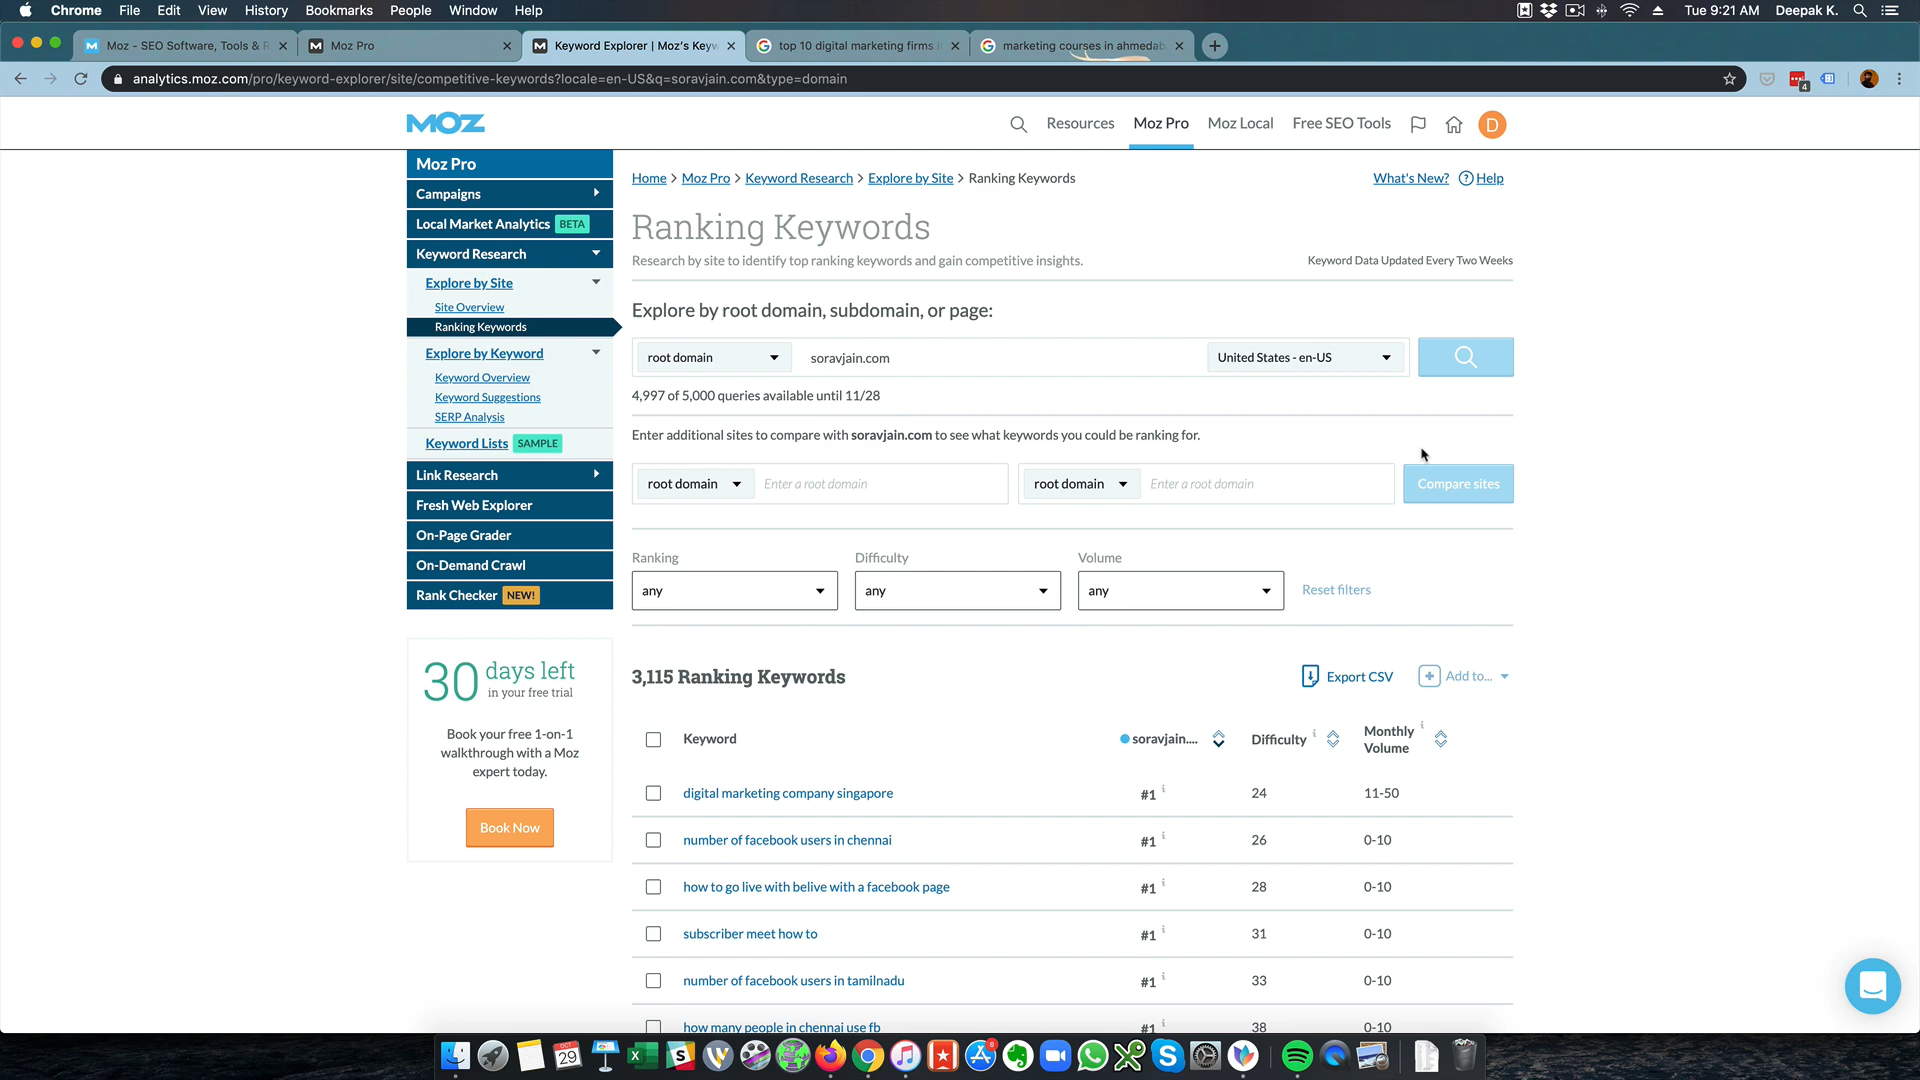 Chrome File Edit View History Bookmarks People Window Help
Tue 9:21 AM Deepak K.
Moz - SEO Software, Tools & R
Moz Pro
Keyword Explorer | Moz's Keyw
top 10 digital marketing firms i
marketing courses in ahmedab
analytics.moz.com/pro/keyword-explorer/site/competitive-keywords?locale=en-US&q=soravjain.com&type=domain
4
MOZ
Resources Moz Pro Moz Local Free SEO Tools D
Moz Pro
Campaigns
Local Market Analytics BETA
Keyword Research
Explore by Site
Site Overview
Ranking Keywords
Explore by Keyword
Keyword Overview
Keyword Suggestions
SERP Analysis
Keyword Lists SAMPLE
Link Research
Fresh Web Explorer
On-Page Grader
On-Demand Crawl
Rank Checker NEW!
30 days left
in your free trial
Book your free 1-on-1
walkthrough with a Moz
expert today.
Book Now
Home > Moz Pro > Keyword Research > Explore by Site > Ranking Keywords
What's New? ? Help
Ranking Keywords
Research by site to identify top ranking keywords and gain competitive insights.
Keyword Data Updated Every Two Weeks
Explore by root domain, subdomain, or page:
root domain soravjain.com United States - en-US
4,997 of 5,000 queries available until 11/28
Enter additional sites to compare with soravjain.com to see what keywords you could be ranking for.
root domain Enter a root domain root domain Enter a root domain Compare sites
Ranking Difficulty Volume
any any any Reset filters
3,115 Ranking Keywords
Export CSV Add to...
Keyword soravjain.... Difficulty i Monthly Volume i
digital marketing company singapore #1 i 24 11-50
number of facebook users in chennai #1 i 26 0-10
how to go live with belive with a facebook page #1 i 28 0-10
subscriber meet how to #1 i 31 0-10
number of facebook users in tamilnadu #1 i 33 0-10
how many people in chennai use fb #1 i 38 0-10
OCT
29
8